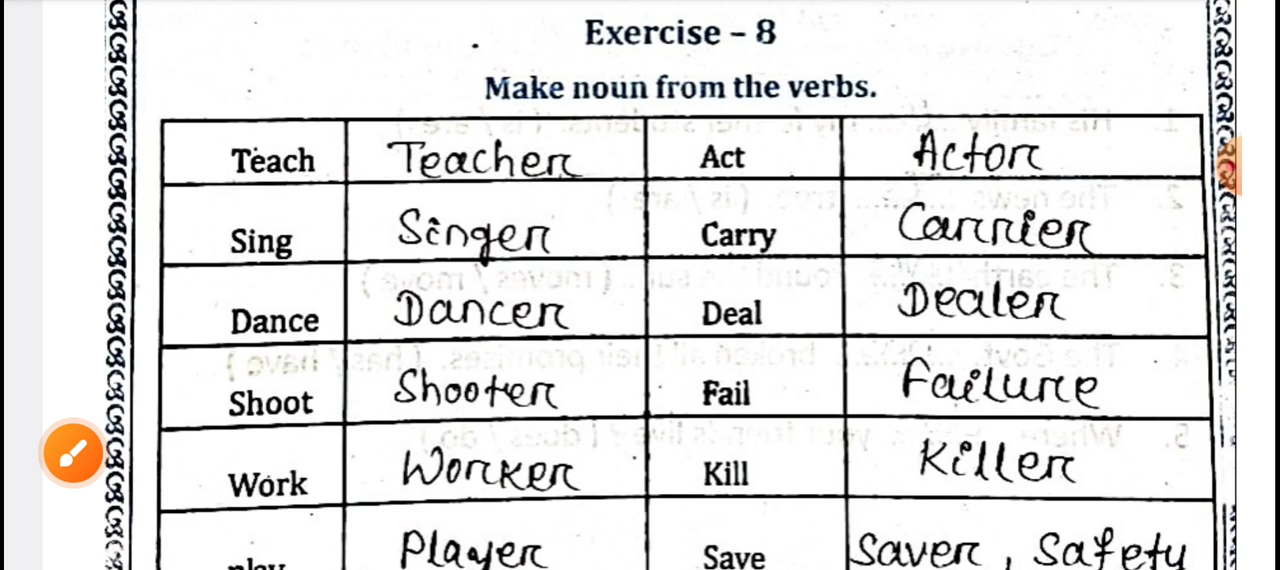 Exercise – 8
Make noun from the verbs.
Teach Teacher Act Actor
Sing Singer Carry Carrier
Dance Dancer Deal Dealer
Shoot Shooter Fail Failure
Work Worker Kill Killer
play Player Save Saver, Safety